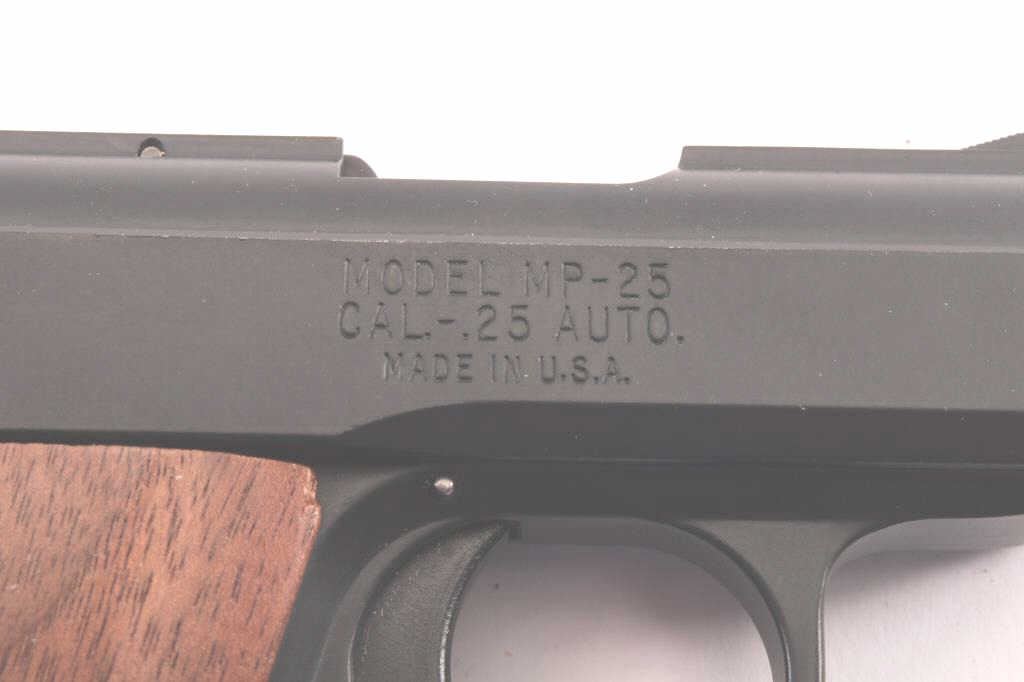 MODEL MP-25
CAL.-.25 AUTO.
MADE IN U.S.A.